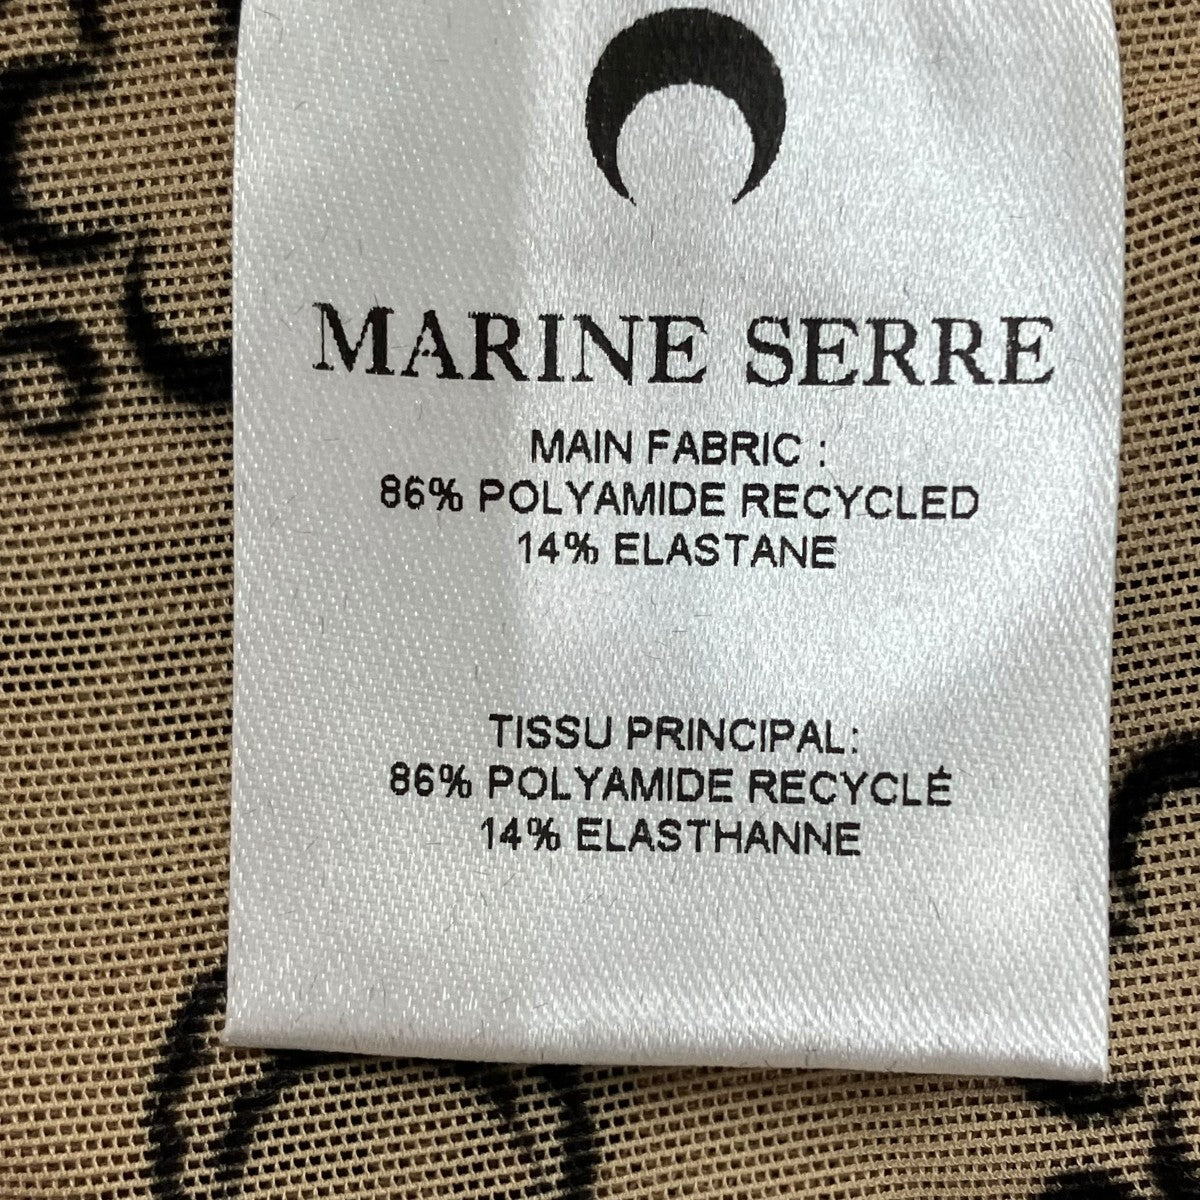 MARINE SERRE
MAIN FABRIC :
86% POLYAMIDE RECYCLED
14% ELASTANE
TISSU PRINCIPAL:
86% POLYAMIDE RECYCLÉ
14% ELASTHANNE